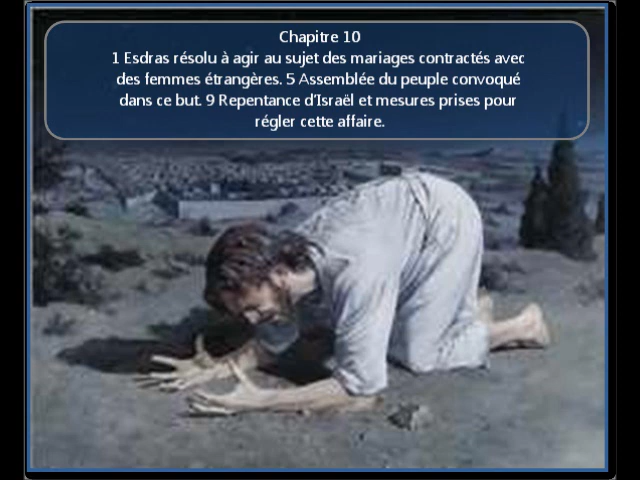 Chapitre 10
1 Esdras résolu à agir au sujet des mariages contractés avec
des femmes étrangères. 5 Assemblée du peuple convoqué
dans ce but. 9 Repentance d'Israël et mesures prises pour
régler cette affaire.